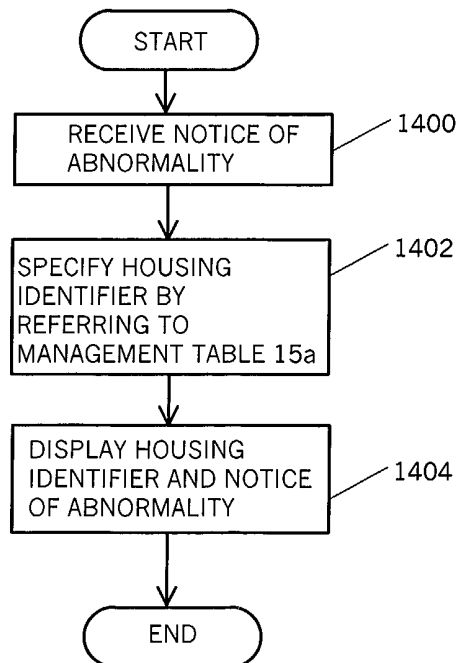 START
RECEIVE NOTICE OF
ABNORMALITY
1400
SPECIFY HOUSING
IDENTIFIER BY
REFERRING TO
MANAGEMENT TABLE 15a
1402
DISPLAY HOUSING
IDENTIFIER AND NOTICE
OF ABNORMALITY
1404
END